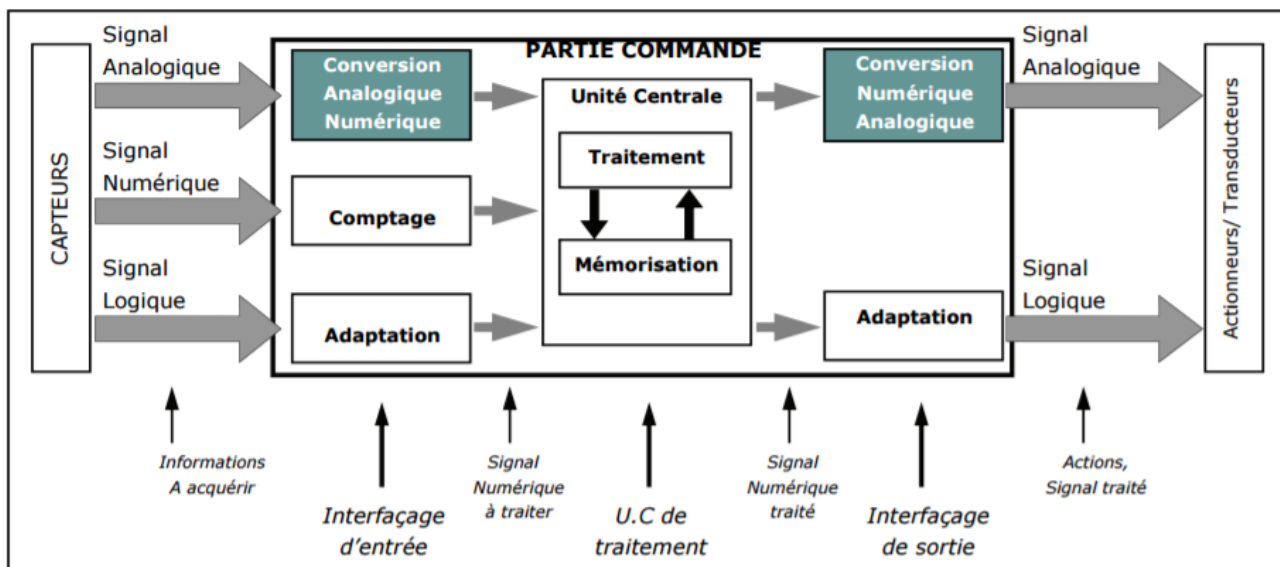 PARTIE COMMANDE
CAPTEURS
Signal
Analogique
Signal
Numérique
Signal
Logique
Conversion
Analogique
Numérique
Comptage
Adaptation
Unité Centrale
Traitement
Mémorisation
Conversion
Numérique
Analogique
Adaptation
Signal
Analogique
Signal
Logique
Actionneurs/ Transducteurs
Informations
A acquérir
Interfaçage
d’entrée
Signal
Numérique
à traiter
U.C de
traitement
Signal
Numérique
traité
Interfaçage
de sortie
Actions,
Signal traité